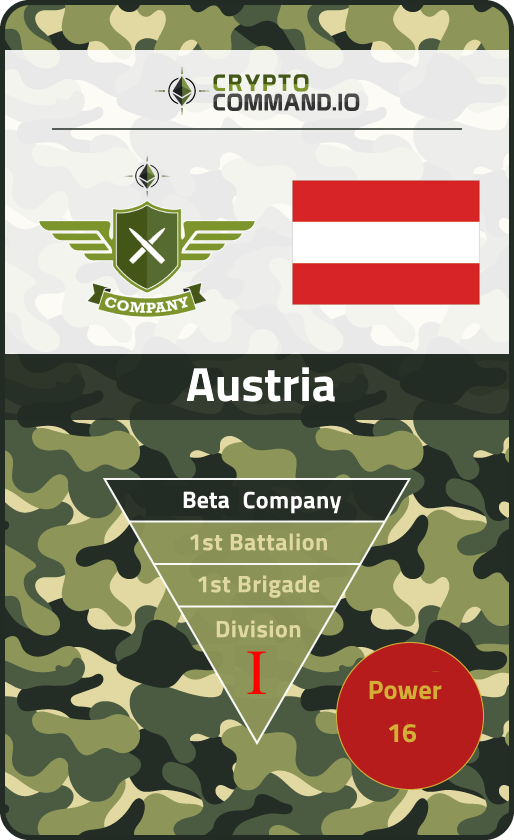 CRYPTO
COMMAND.IO
COMPANY
Austria
Beta Company
1st Battalion
1st Brigade
Division
I
Power
16